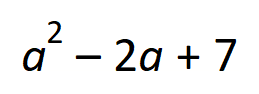 a² − 2a + 7